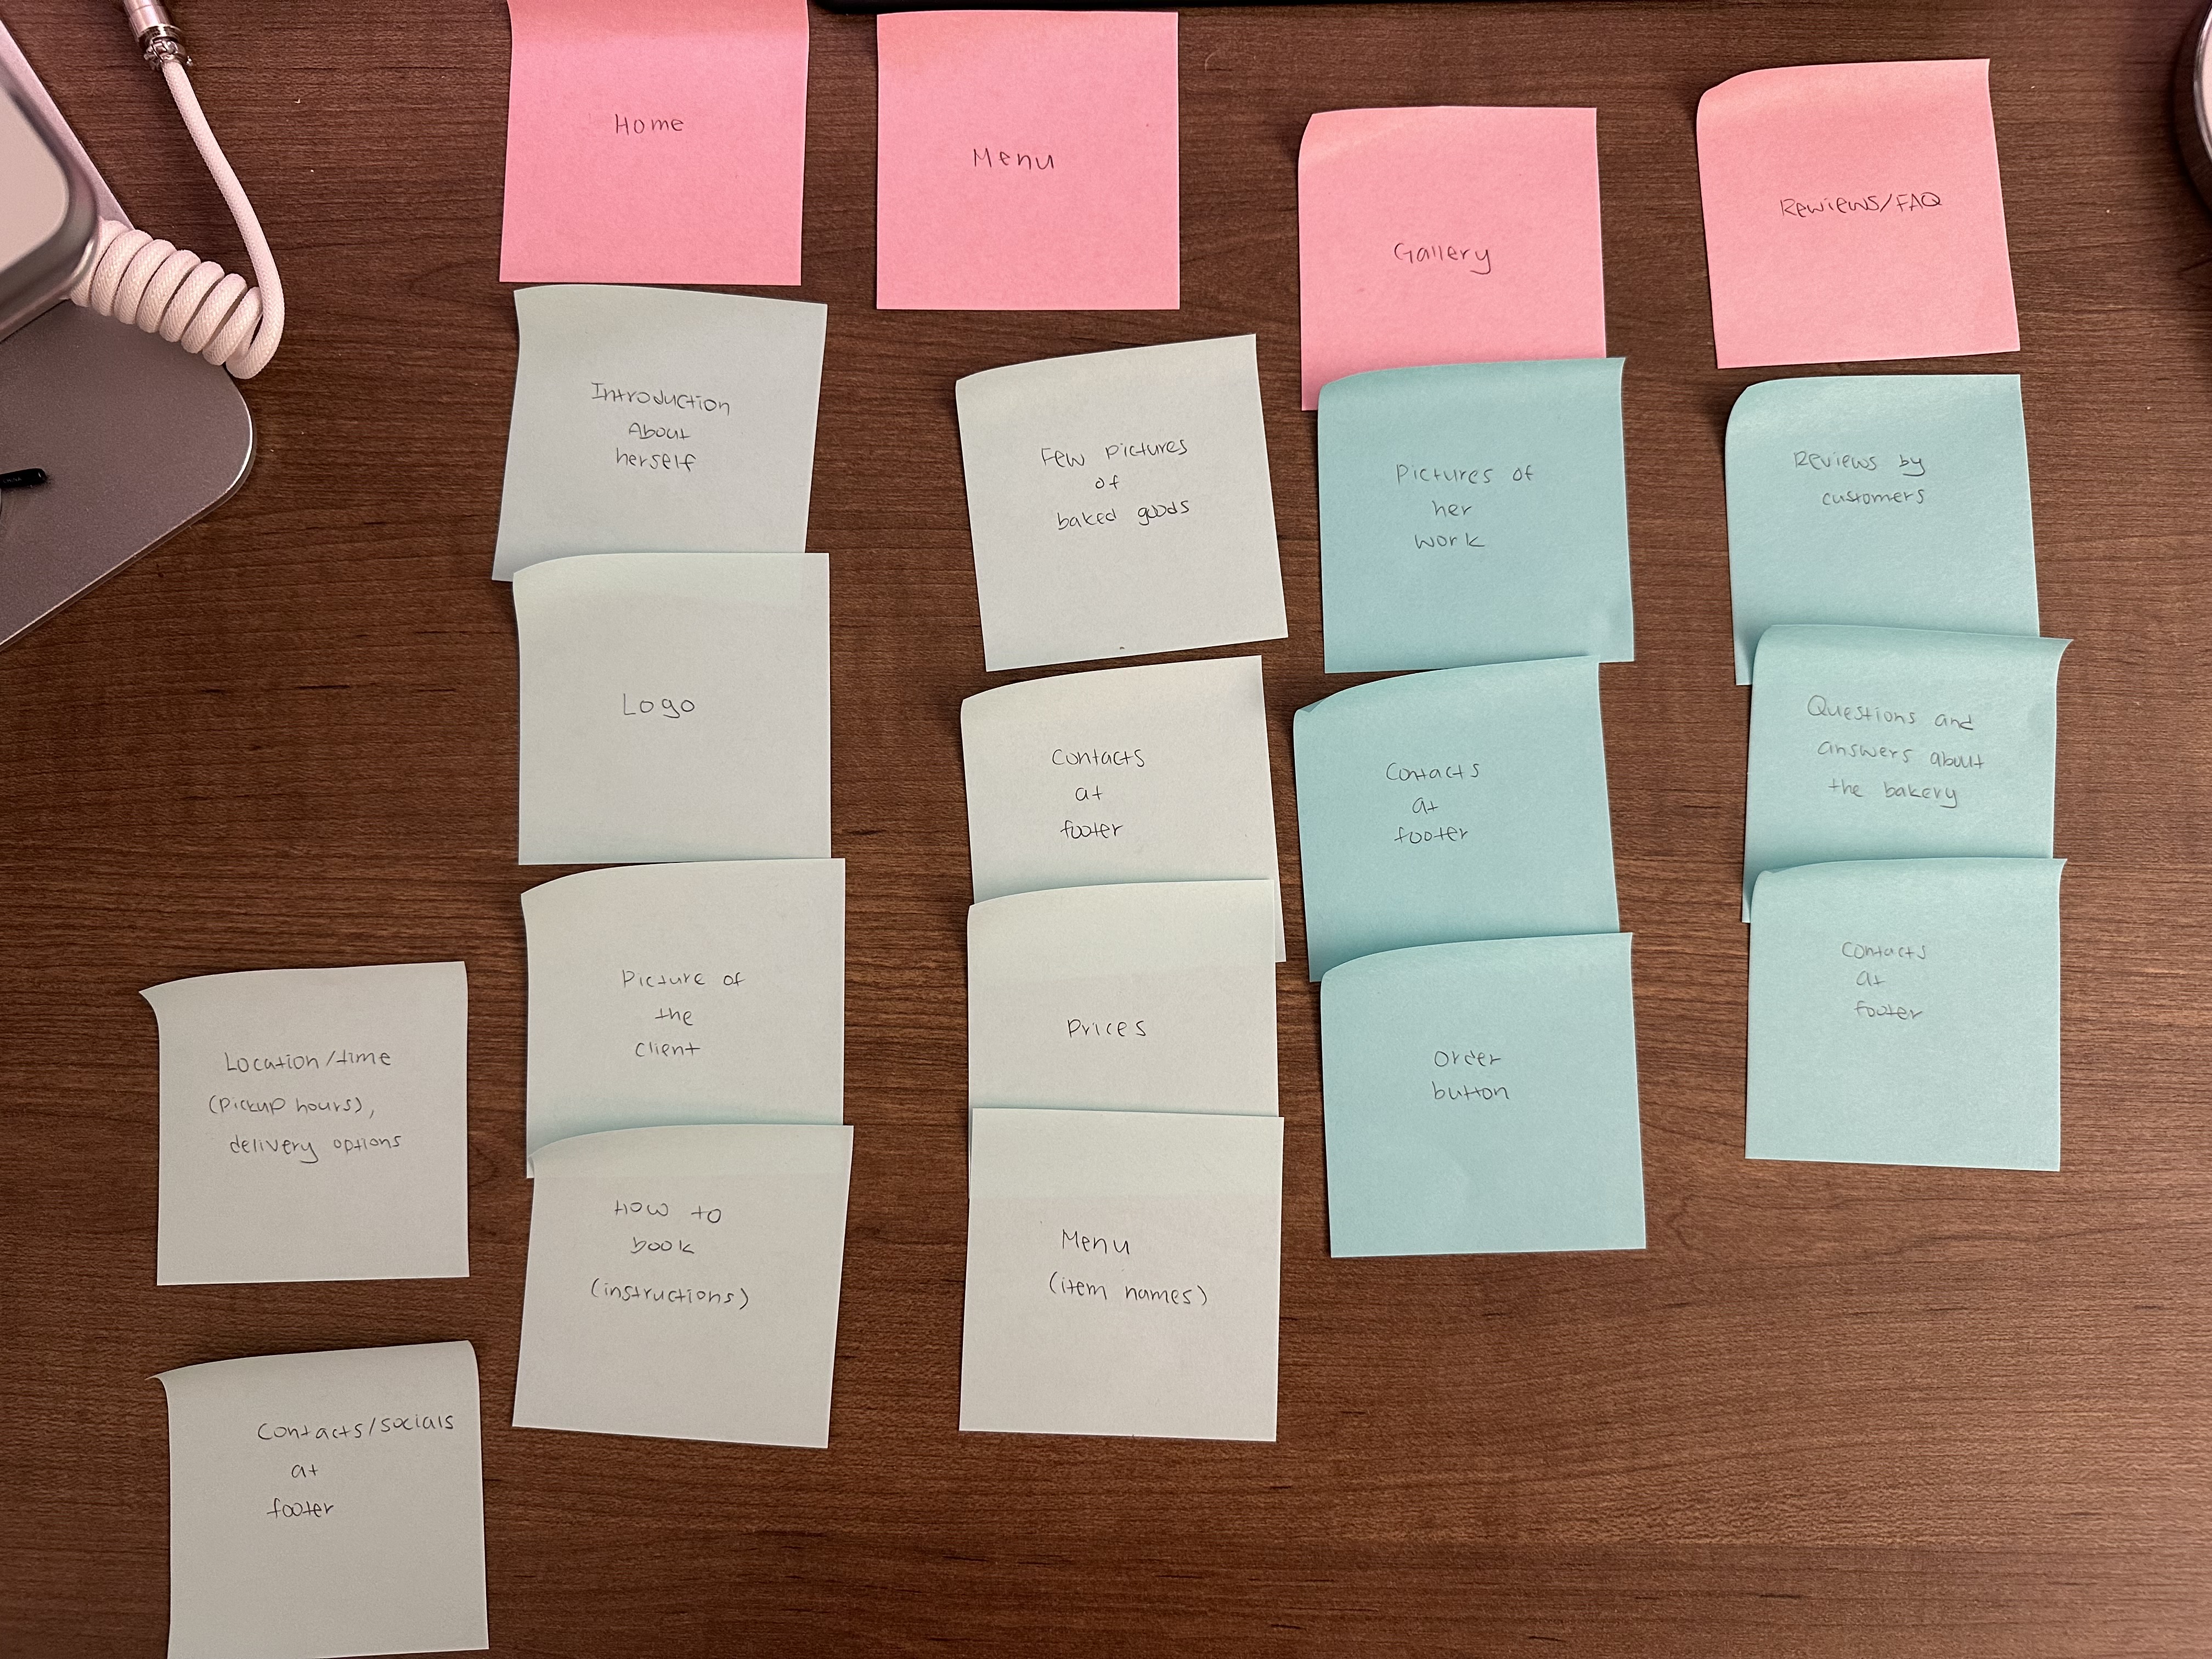 Home
Menu
Gallery
Rewiews/FAQ
Introduction
About
herself
Logo
Picture of
the
client
How to
book
(instructions)
Location/time
(pickup hours),
delivery options
Contacts/socials
at
footer
Few pictures
of
baked goods
Contacts
at
footer
Prices
Menu
(item names)
Pictures of
her
work
Contacts
at
footer
Order
button
Reviews by
customers
Questions and
answers about
the bakery
Contacts
at
footer